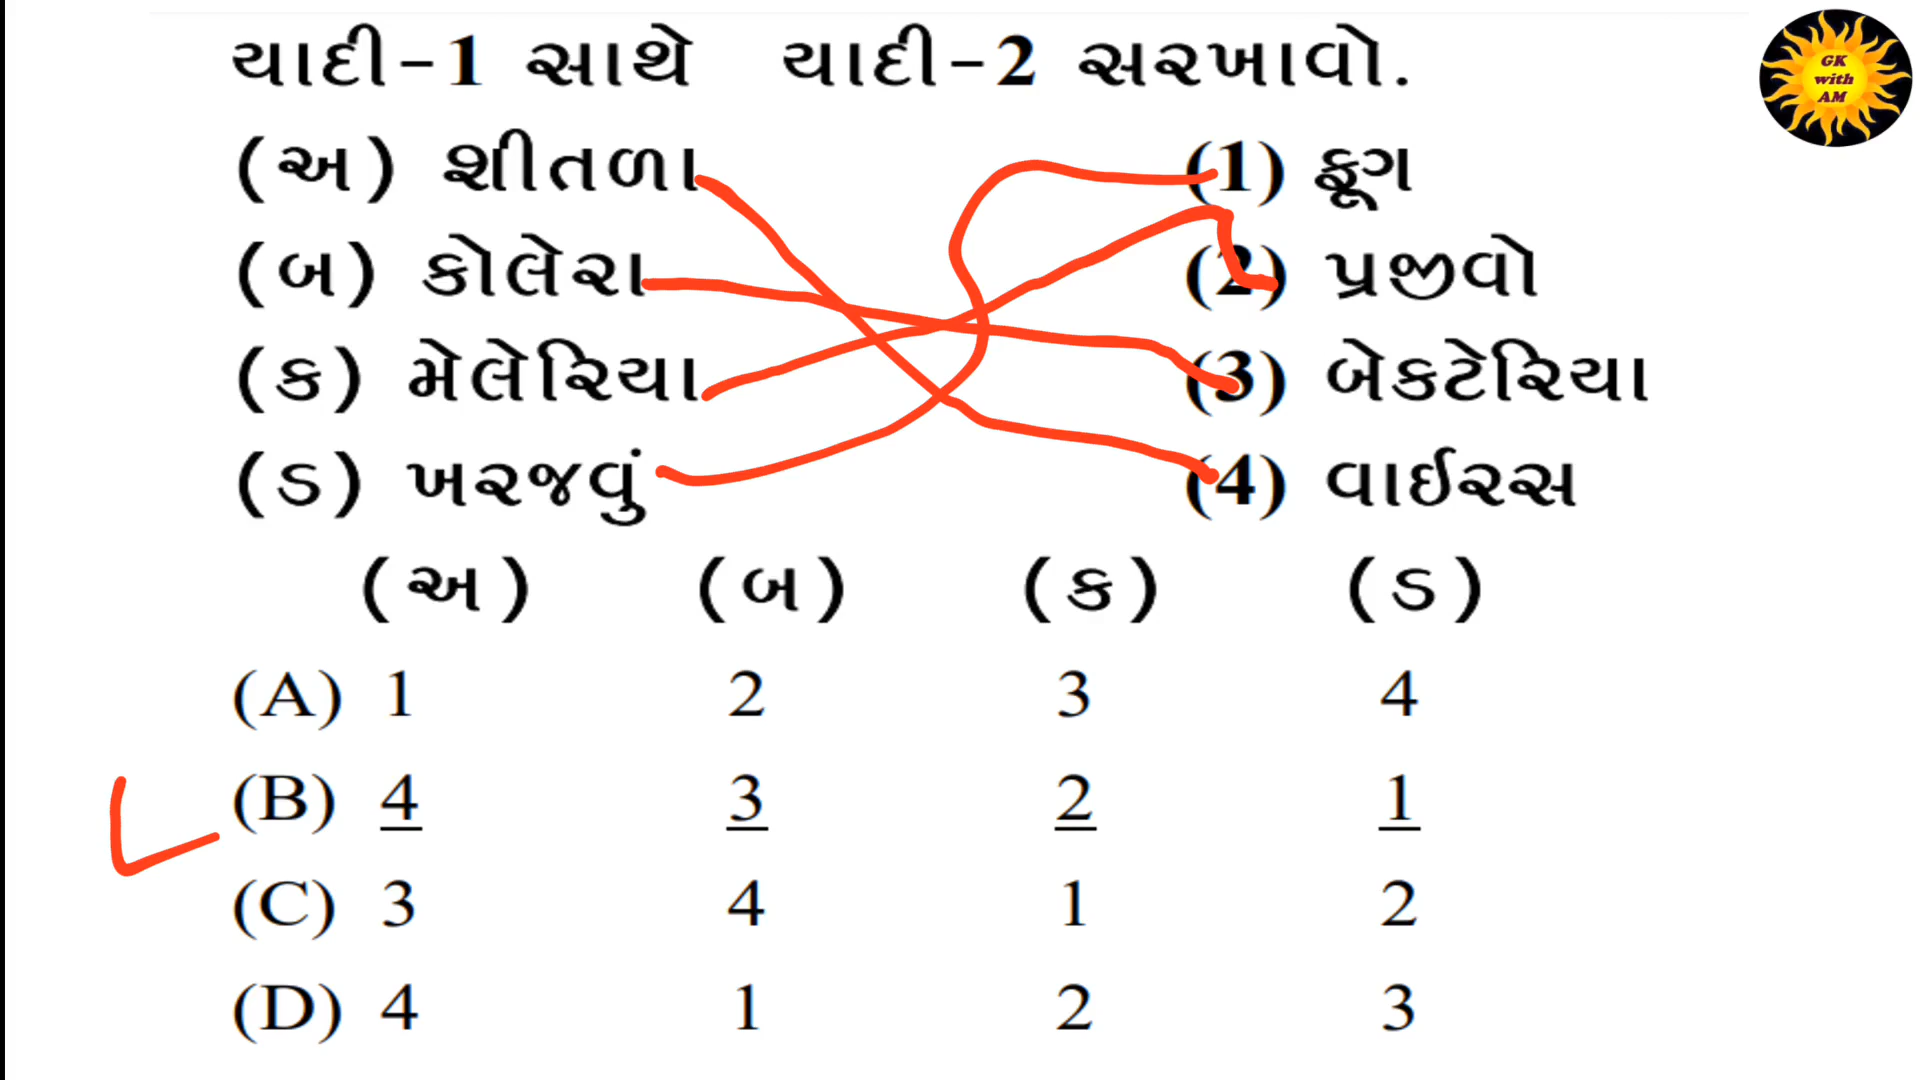 યાદી-1 સાથે યાદી-2 સરખાવો.
GK
with
AM
(અ) શીતળા (1) ફૂગ
(બ) કોલેરા (2) પ્રજીવો
(ક) મેલેરિયા (3) બેકટેરિયા
(ડ) ખરજવું (4) વાઈરસ
(અ) (બ) (ક) (ડ)
(A) 1 2 3 4
(B) 4 3 2 1
(C) 3 4 1 2
(D) 4 1 2 3